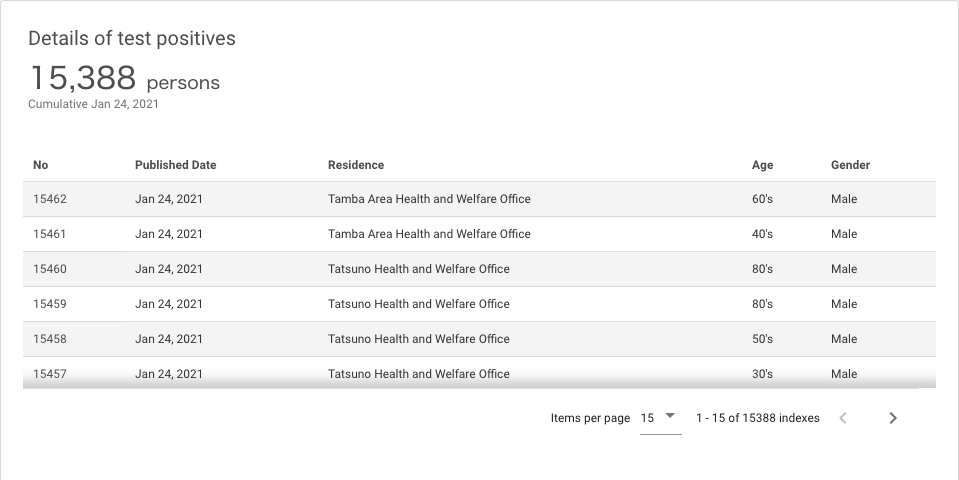 Details of test positives
15,388 persons
Cumulative Jan 24, 2021
No Published Date Residence Age Gender
15462 Jan 24, 2021 Tamba Area Health and Welfare Office 60's Male
15461 Jan 24, 2021 Tamba Area Health and Welfare Office 40's Male
15460 Jan 24, 2021 Tatsuno Health and Welfare Office 80's Male
15459 Jan 24, 2021 Tatsuno Health and Welfare Office 80's Male
15458 Jan 24, 2021 Tatsuno Health and Welfare Office 50's Male
15457 Jan 24, 2021 Tatsuno Health and Welfare Office 30's Male
Items per page 15 1 - 15 of 15388 indexes